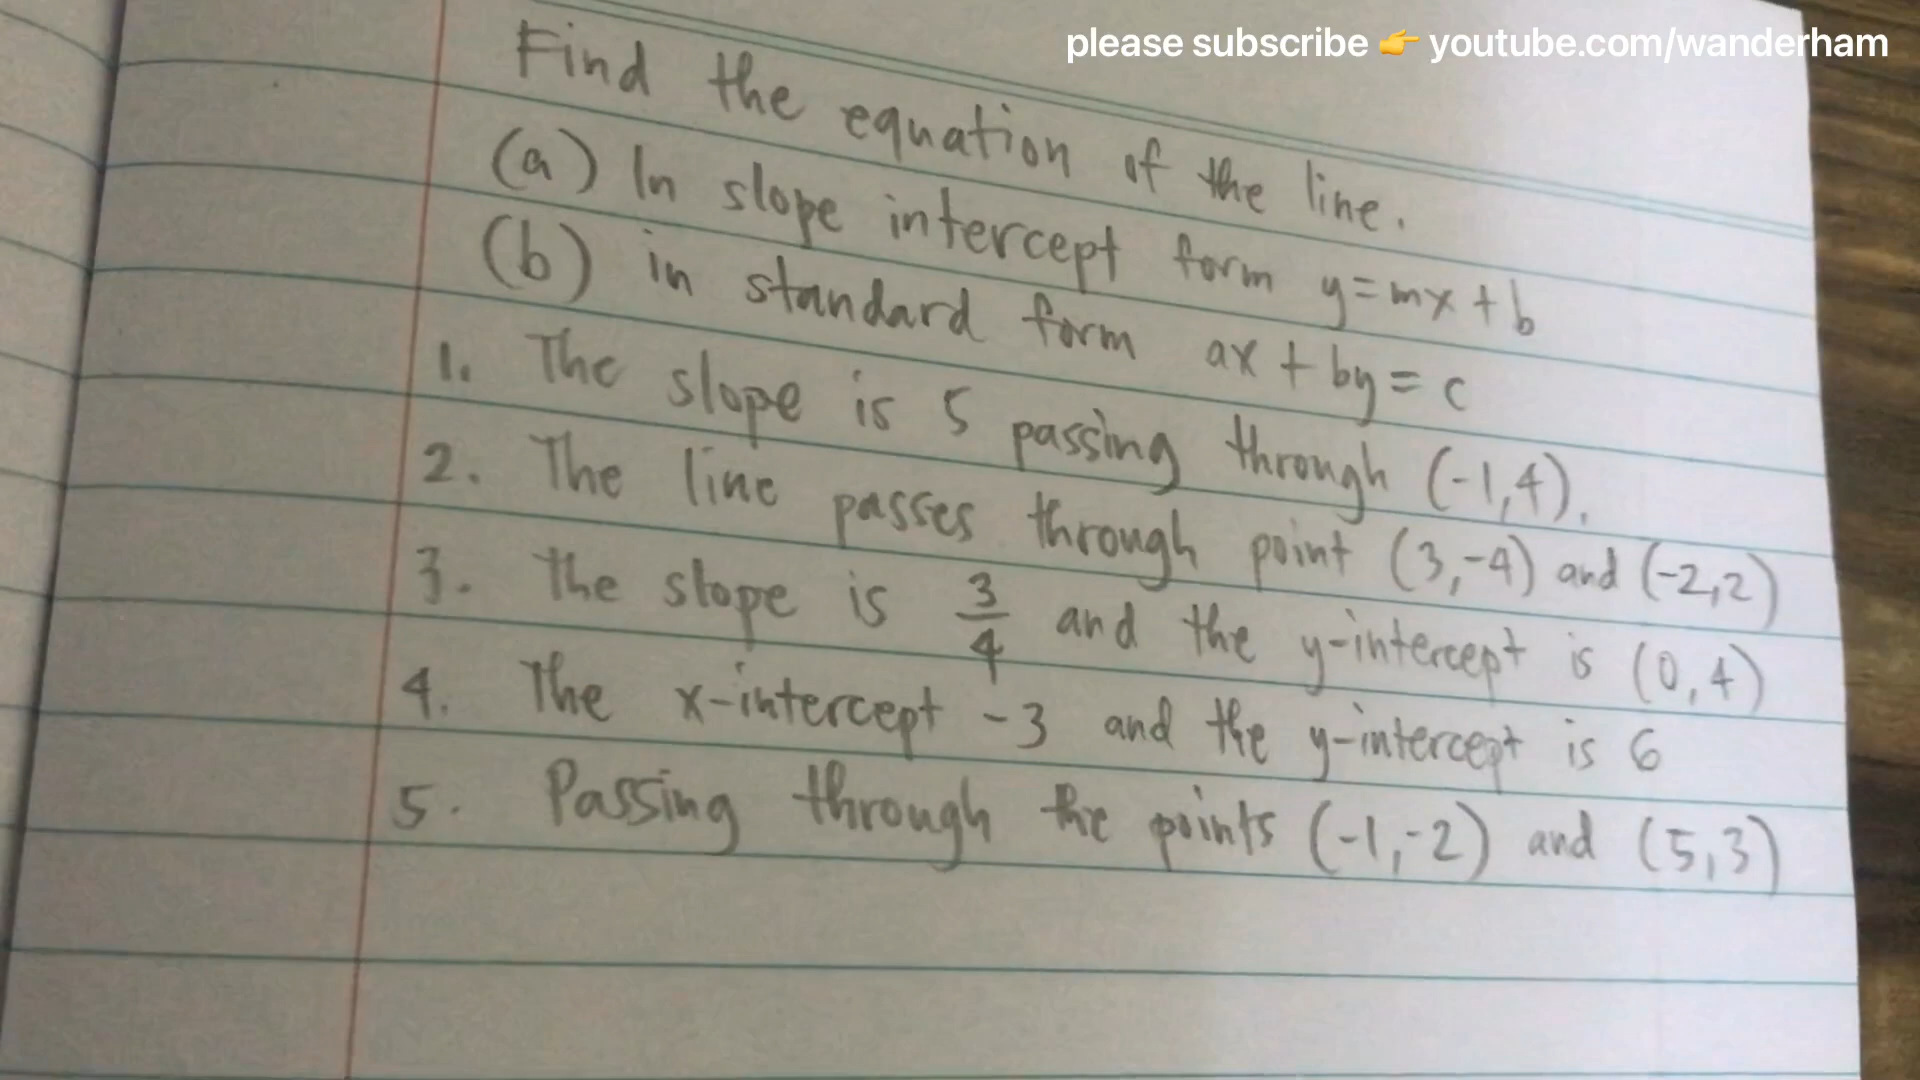 please subscribe 👉 youtube.com/wanderham
Find the equation of the line.
(a) In slope intercept form y=mx+b
(b) in standard form ax+by=c
1. The slope is 5 passing through (-1,4).
2. The line passes through point (3,-4) and (-2,2)
3. The slope is 3/4 and the y-intercept is (0,4)
4. The x-intercept -3 and the y-intercept is 6
5. Passing through the points (-1,-2) and (5,3)